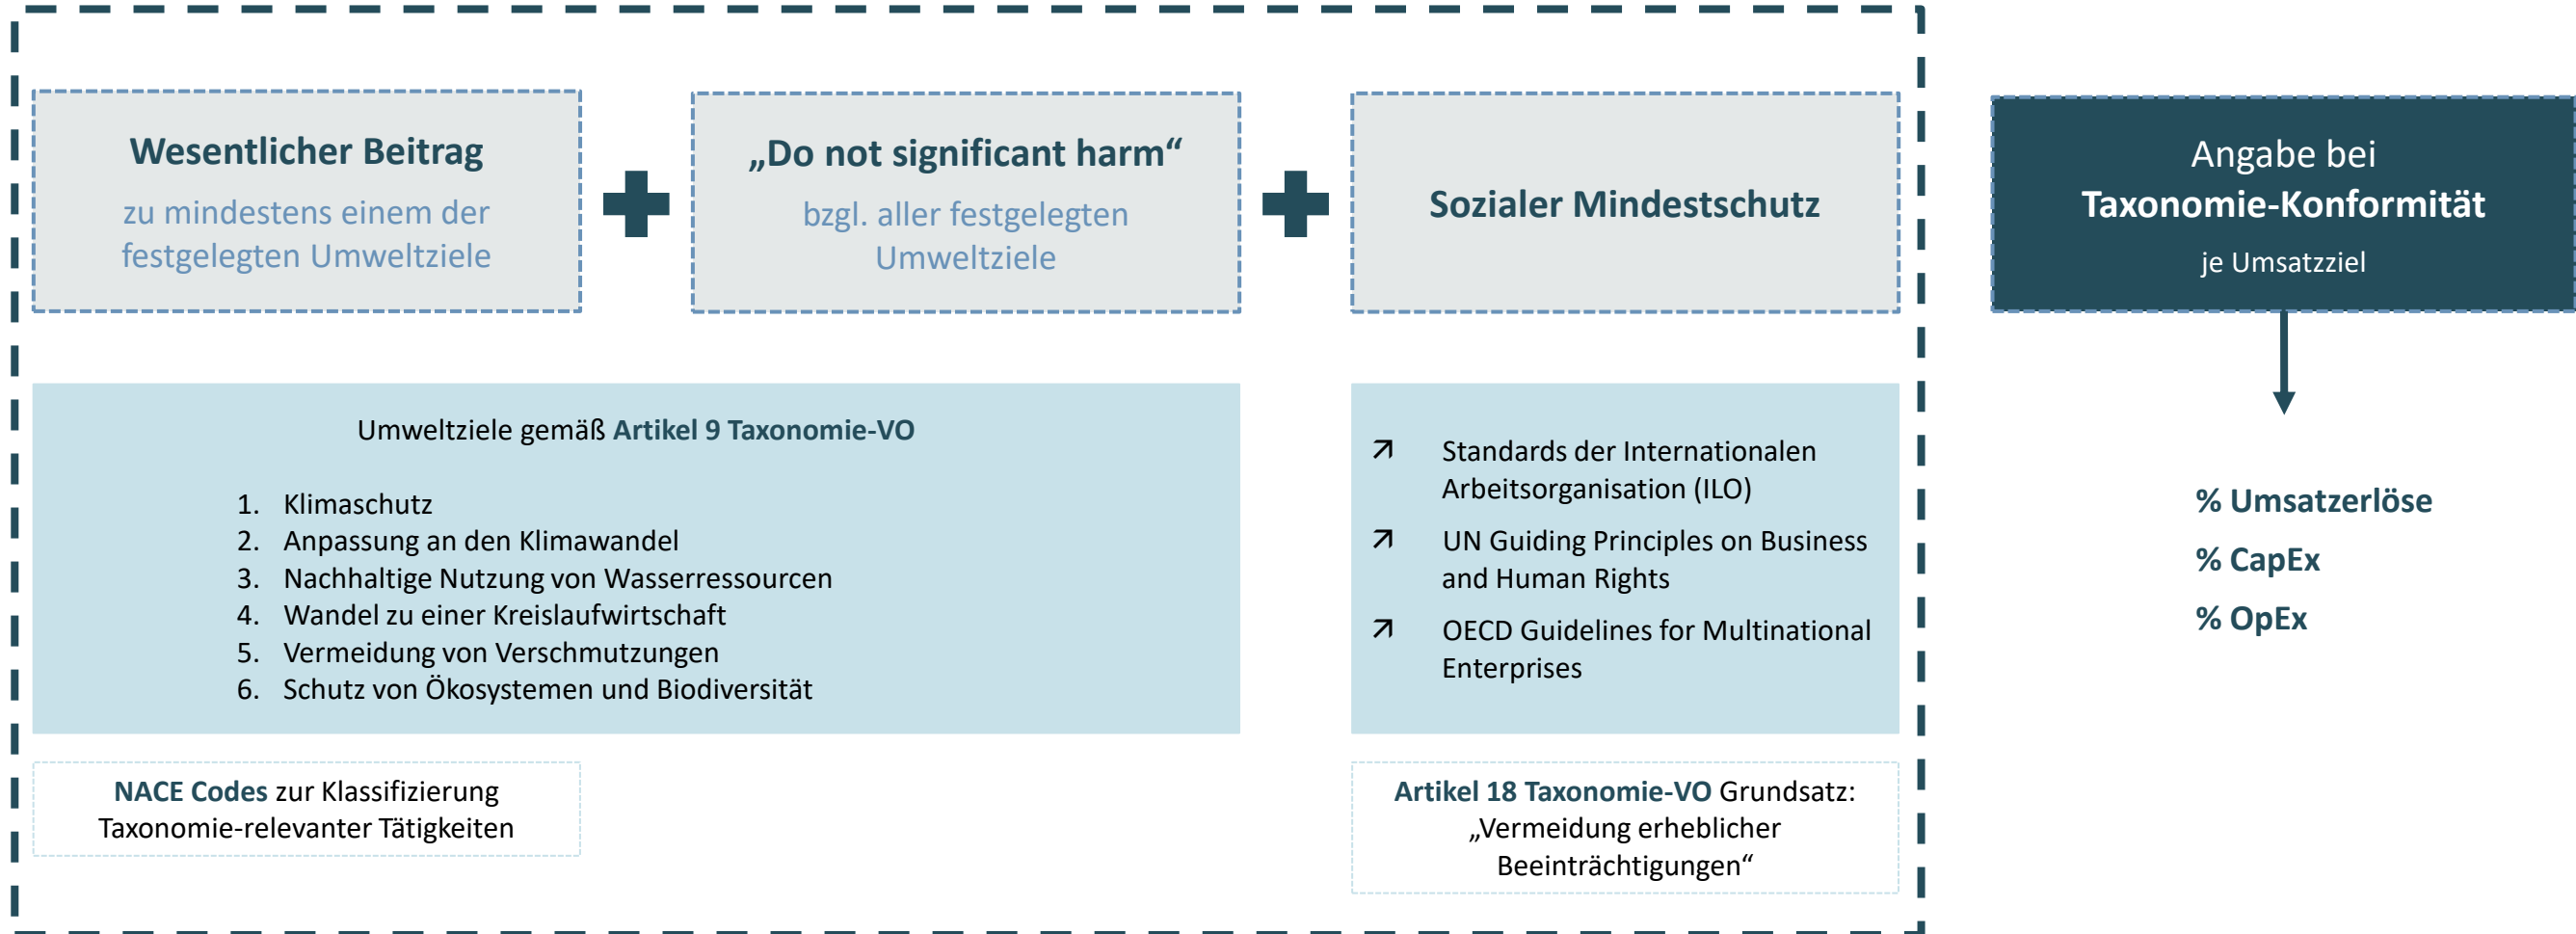 Wesentlicher Beitrag
zu mindestens einem der
festgelegten Umweltziele
„Do not significant harm“
bzgl. aller festgelegten
Umweltziele
Sozialer Mindestschutz
Angabe bei
Taxonomie-Konformität
je Umsatzziel
Umweltziele gemäß Artikel 9 Taxonomie-VO
1. Klimaschutz
2. Anpassung an den Klimawandel
3. Nachhaltige Nutzung von Wasserressourcen
4. Wandel zu einer Kreislaufwirtschaft
5. Vermeidung von Verschmutzungen
6. Schutz von Ökosystemen und Biodiversität
Standards der Internationalen
Arbeitsorganisation (ILO)
UN Guiding Principles on Business
and Human Rights
OECD Guidelines for Multinational
Enterprises
% Umsatzerlöse
% CapEx
% OpEx
NACE Codes zur Klassifizierung
Taxonomie-relevanter Tätigkeiten
Artikel 18 Taxonomie-VO Grundsatz:
„Vermeidung erheblicher
Beeinträchtigungen“